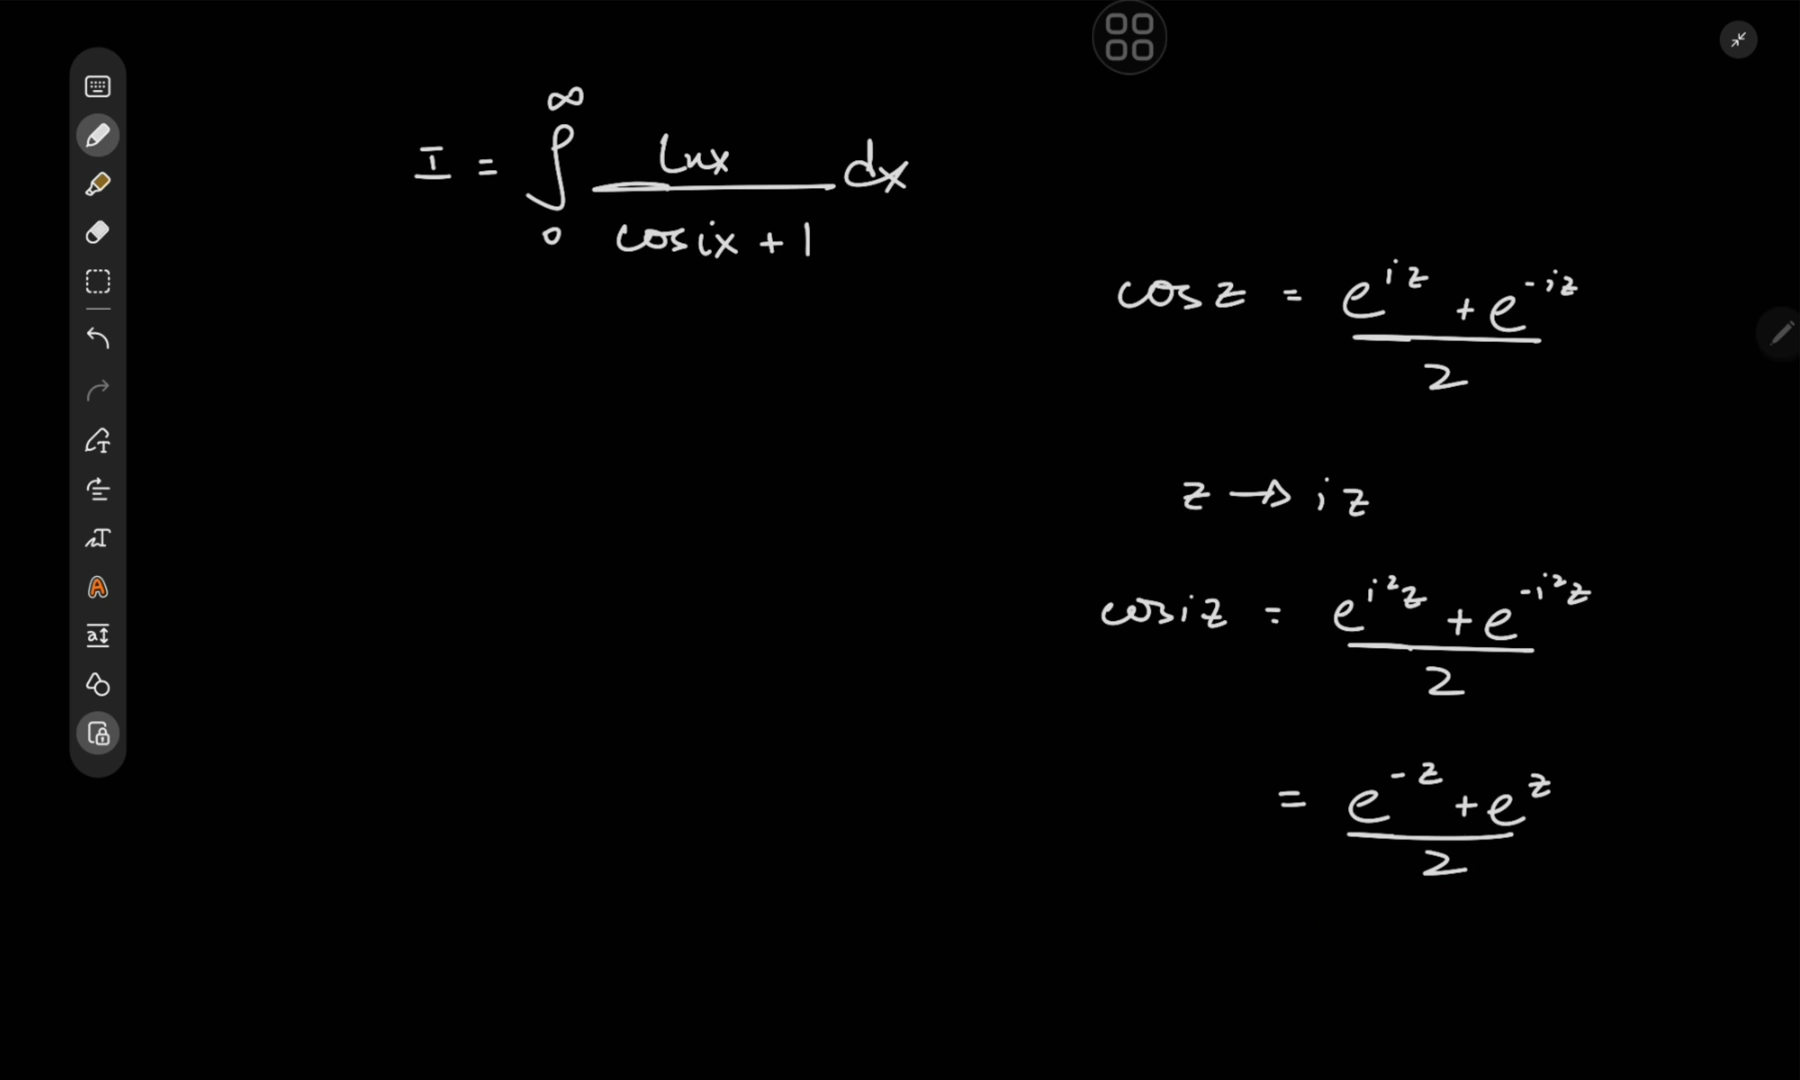 I = ∫₀^∞ lnx / (cosix + 1) dx
cosz = (e^{iz} + e^{-iz}) / 2
z → iz
cosiz = (e^{i²z} + e^{-i²z}) / 2
= (e^{-z} + e^{z}) / 2